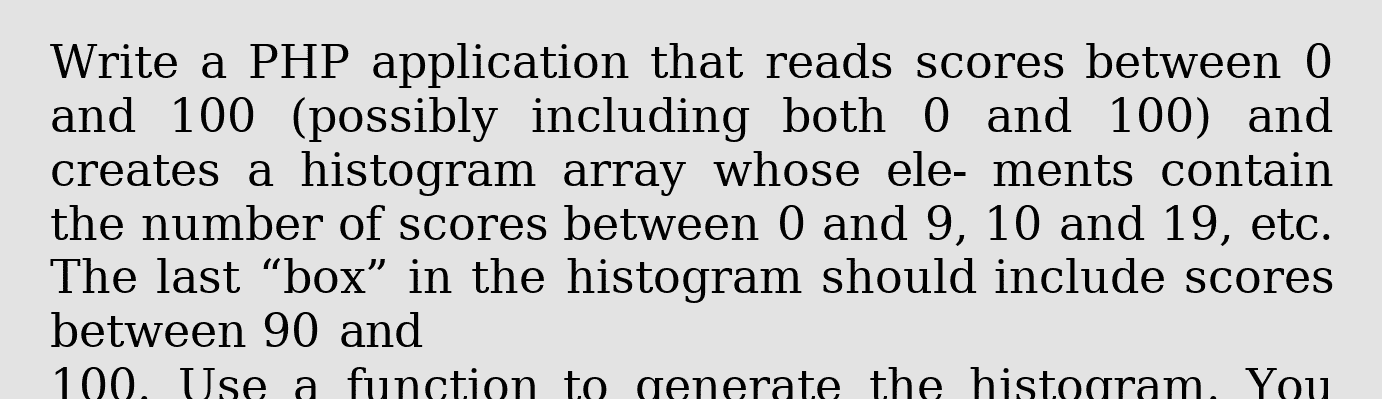 Write a PHP application that reads scores between 0
and 100 (possibly including both 0 and 100) and
creates a histogram array whose ele- ments contain
the number of scores between 0 and 9, 10 and 19, etc.
The last “box” in the histogram should include scores
between 90 and
100. Use a function to generate the histogram. You